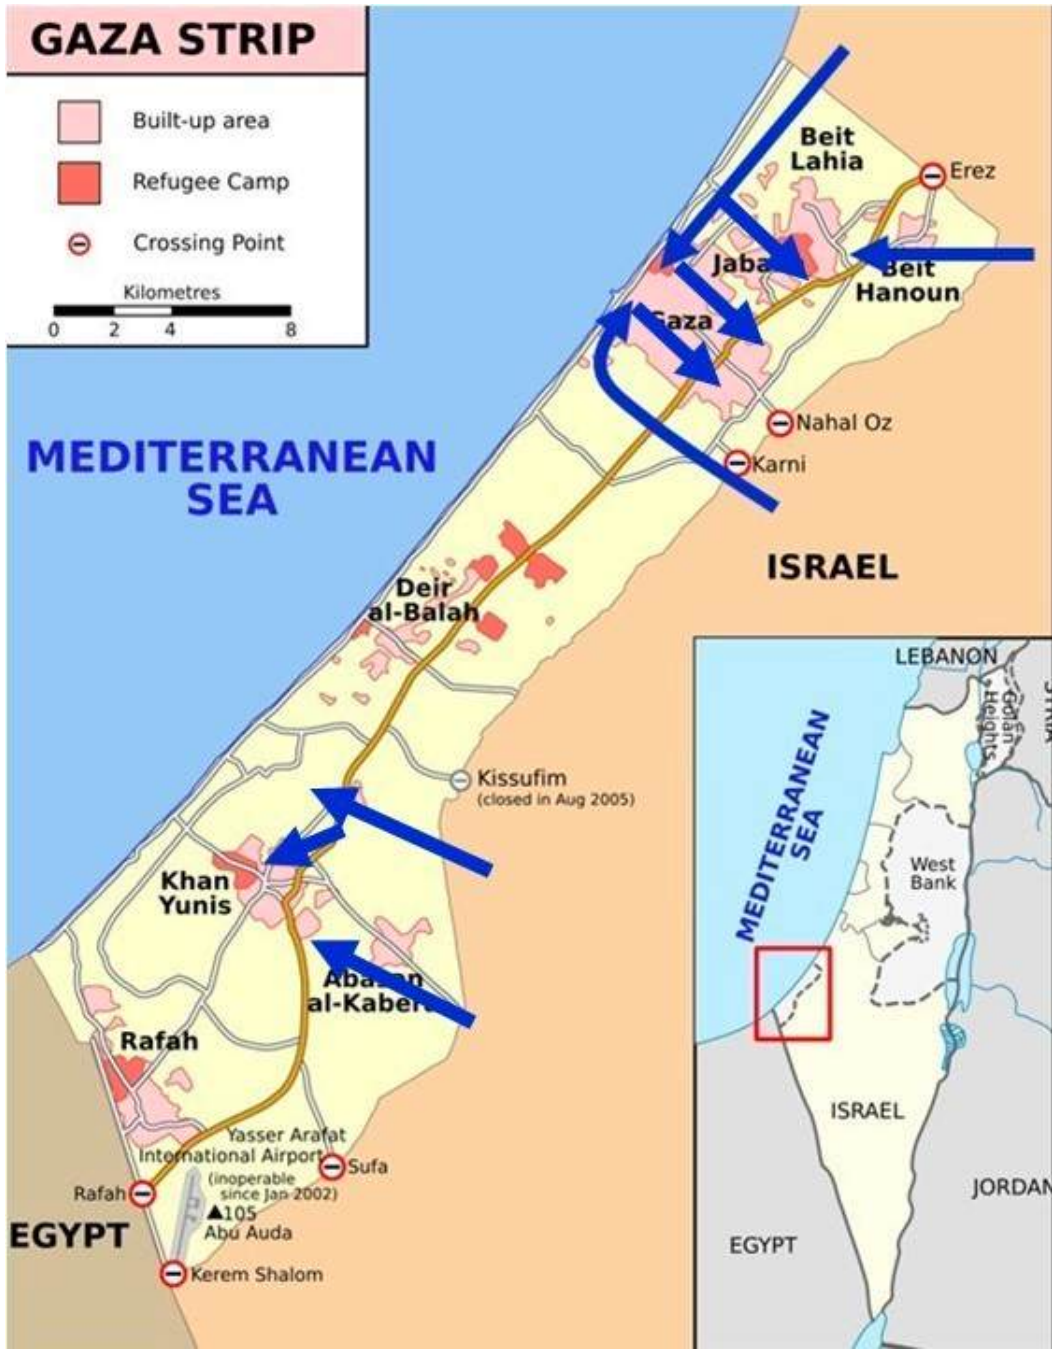 GAZA STRIP
Built-up area
Refugee Camp
Crossing Point
Kilometres
0 2 4 8
Beit
Lahia
Erez
Beit
Hanoun
Gaza
Nahal Oz
Karni
MEDITERRANEAN
SEA
ISRAEL
Deir
al-Balah
Kissufim
(closed in Aug 2005)
Khan
Yunis
Abasan
Rafah
Yasser Arafat
International Airport
(inoperable
since Jan 2002)
Sufa
Rafah
105
Abu Auda
EGYPT
Kerem Shalom
LEBANON
Golan
Heights
MEDITERRANEAN
SEA
West
Bank
ISRAEL
JORDAN
EGYPT